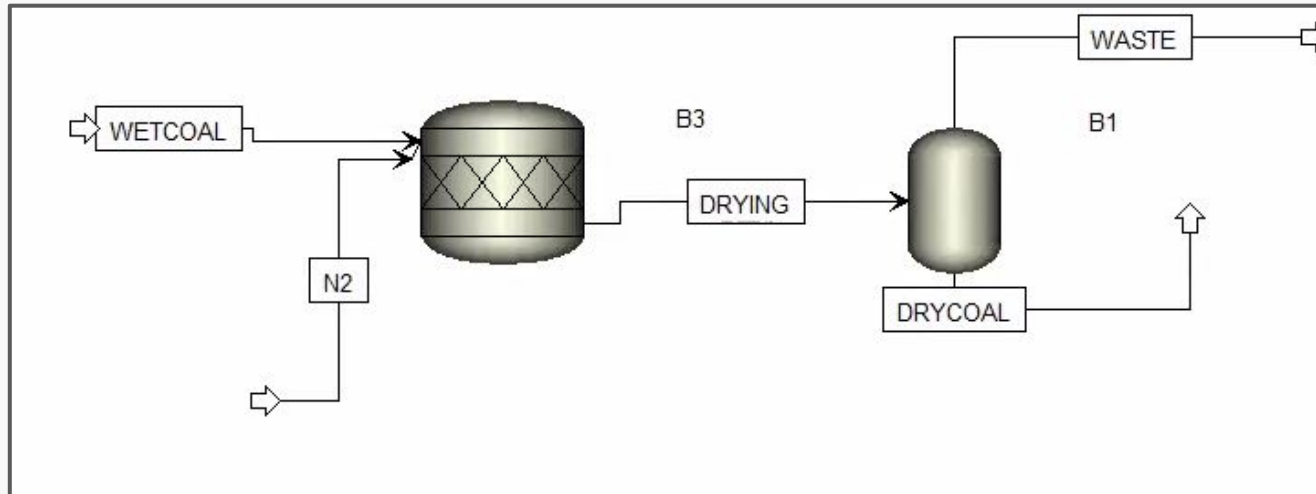 WASTE
B3
B1
WETCOAL
DRYING
N2
DRYCOAL